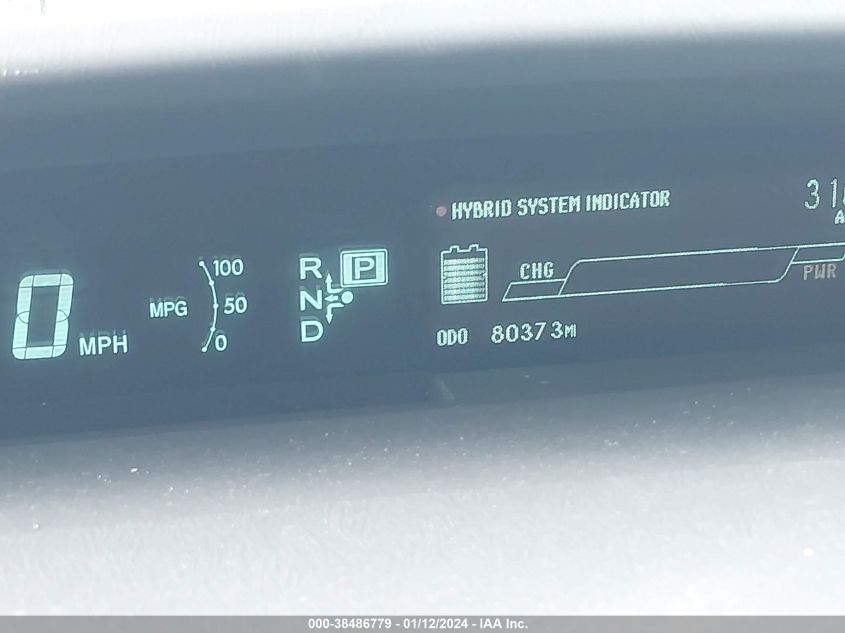 HYBRID SYSTEM INDICATOR
0 MPH
MPG
100
50
0
R
N
D
P
CHG
PWR
ODO 80373MI
000-38486779 - 01/12/2024 - IAA Inc.